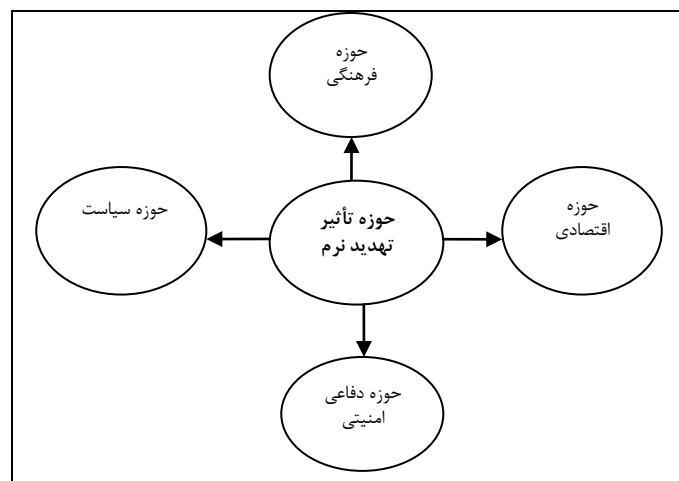 حوزه
فرهنگی
حوزه تأثیر
تهدید نرم
حوزه
اقتصادی
حوزه سیاست
حوزه دفاعی
امنیتی